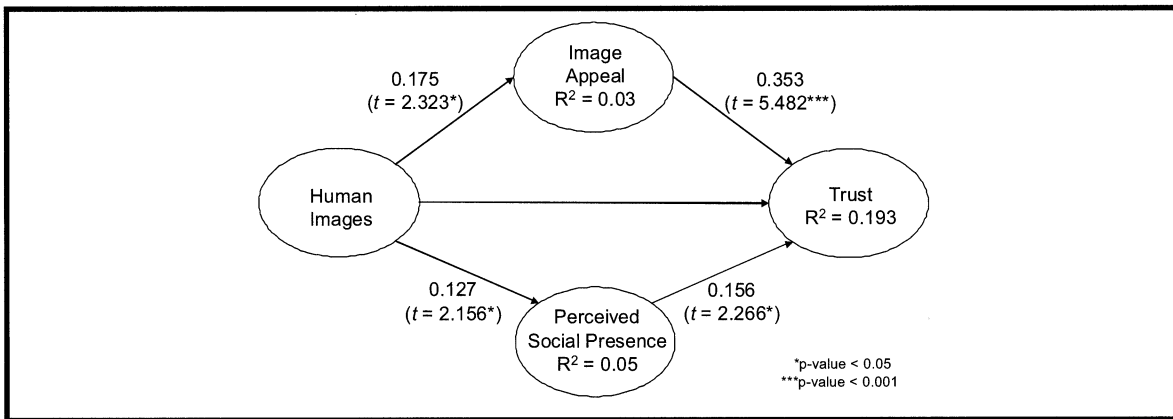 Image
Appeal
R² = 0.03
0.175
(t = 2.323*)
0.353
(t = 5.482***)
Human
Images
Trust
R² = 0.193
0.127
(t = 2.156*)
0.156
(t = 2.266*)
Perceived
Social Presence
R² = 0.05
*p-value < 0.05
***p-value < 0.001